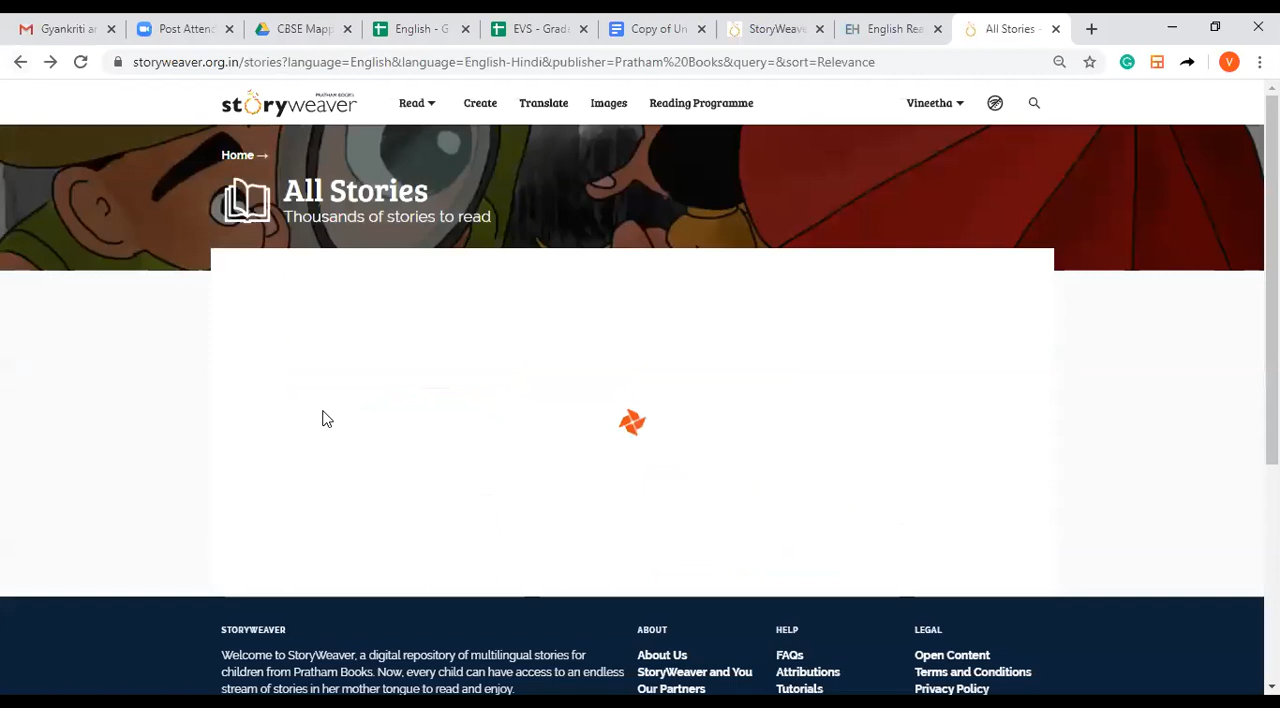 Gyankriti ar
Post Attend
CBSE Mapp
English - G
EVS - Grade
Copy of Un
StoryWeave
English Rea
All Stories -
storyweaver.org.in/stories?language=English&language=English-Hindi&publisher=Pratham%20Books&query=&sort=Relevance
V
PRATHAM BOOKS
storyweaver
Read
Create
Translate
Images
Reading Programme
Vineetha
Home →
All Stories
Thousands of stories to read
STORYWEAVER
ABOUT
HELP
LEGAL
Welcome to StoryWeaver, a digital repository of multilingual stories for
children from Pratham Books. Now, every child can have access to an endless
stream of stories in her mother tongue to read and enjoy.
About Us
StoryWeaver and You
Our Partners
FAQs
Attributions
Tutorials
Open Content
Terms and Conditions
Privacy Policy